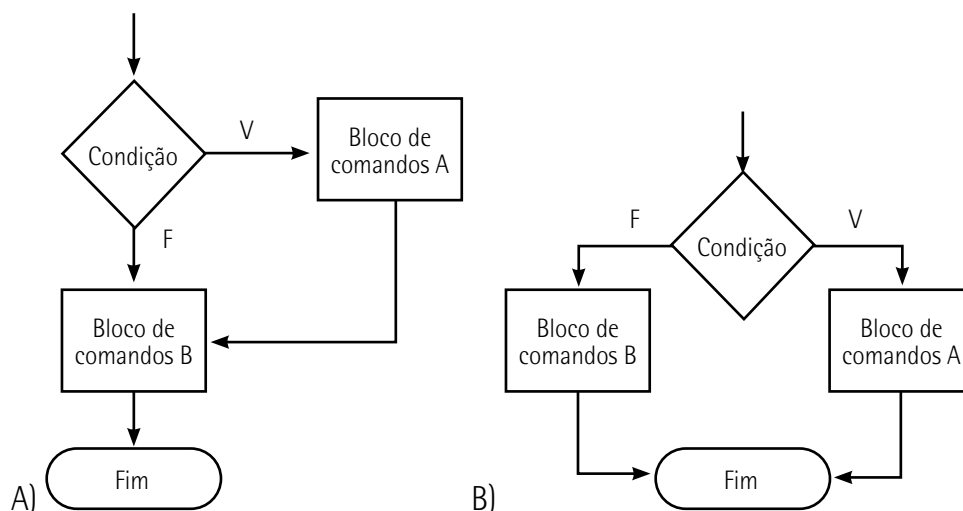 Condição
V
Bloco de
comandos A
F
Bloco de
comandos B
Fim
A)
Condição
F
V
Bloco de
comandos B
Bloco de
comandos A
Fim
B)